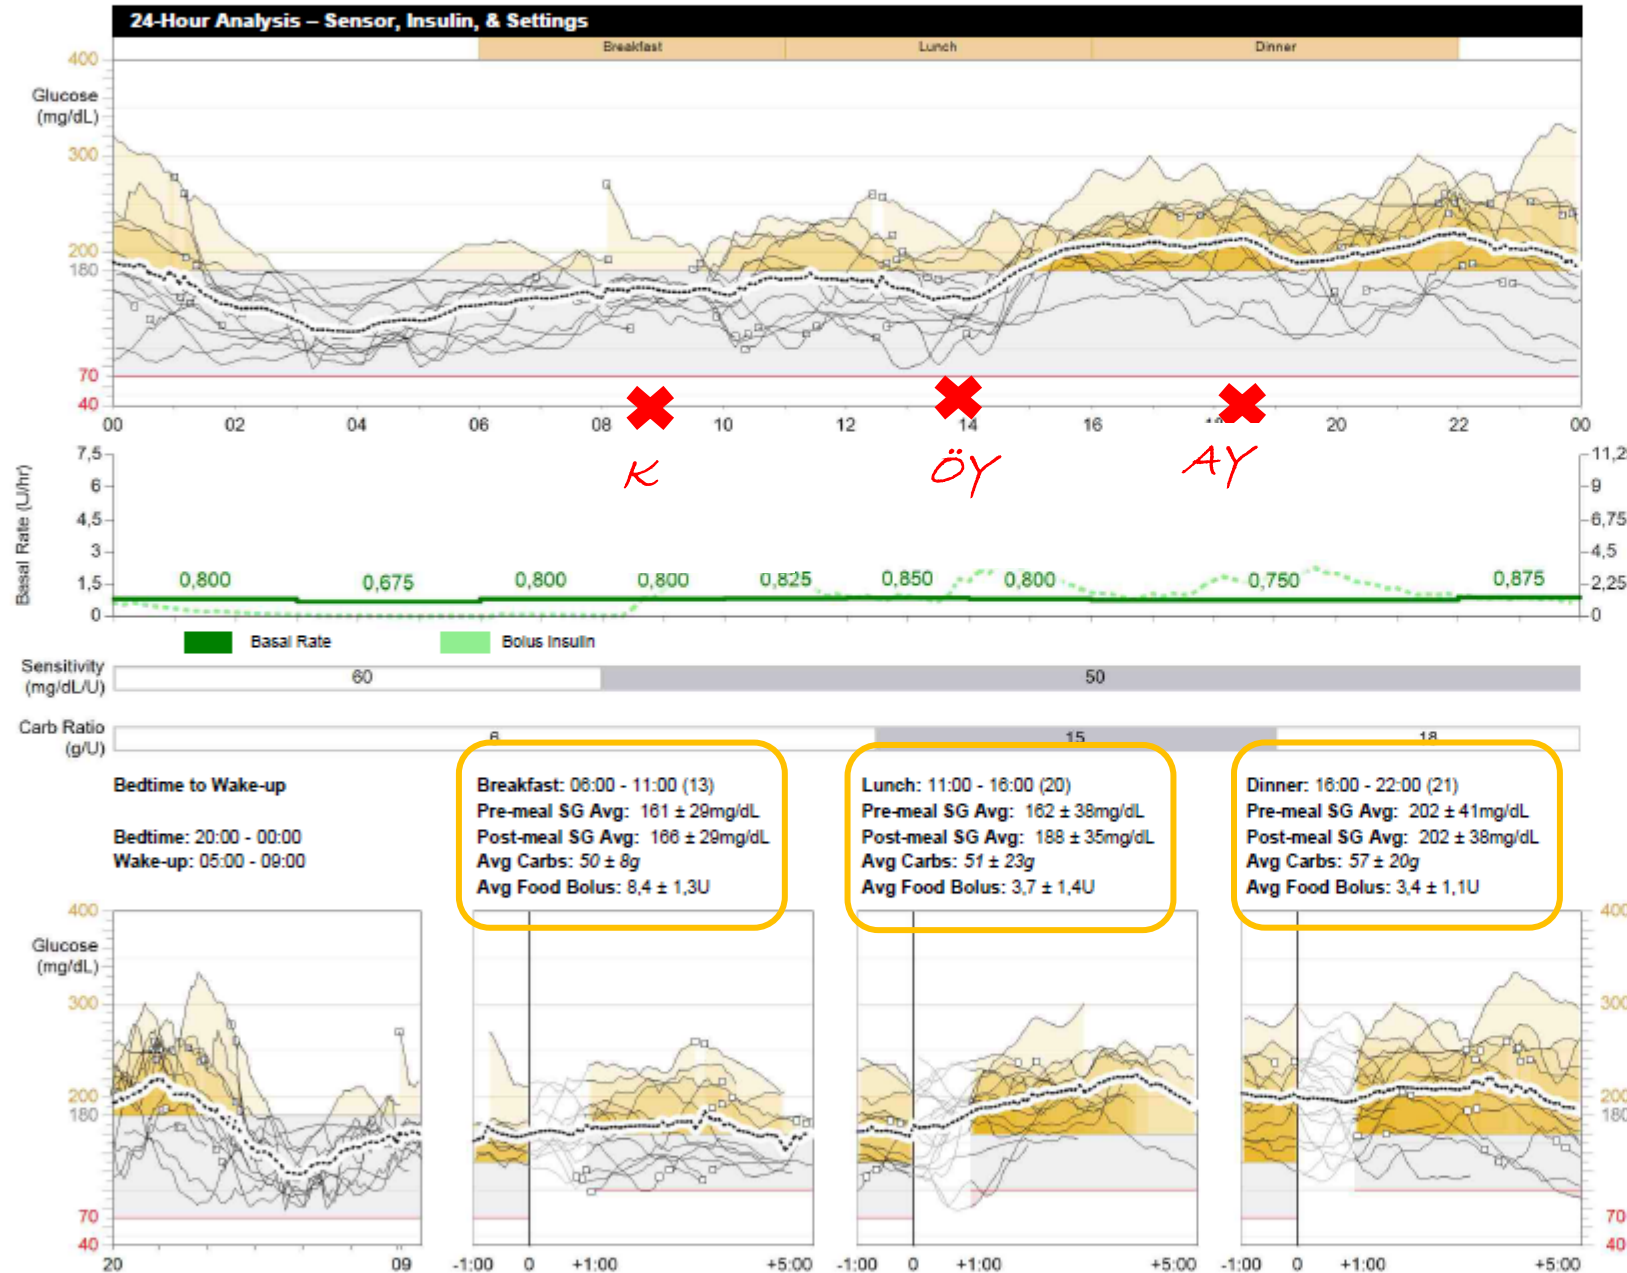 24-Hour Analysis – Sensor, Insulin, & Settings
Breakfast Lunch Dinner
Glucose
(mg/dL)
400
300
200
180
70
40
00 02 04 06 08 10 12 14 16 20 22 00
K ÖY AY
Basal Rate (U/hr)
7.5 11,2
6 9
4,5 6,75
3 4,5
1,5 2,25
0 0
0,800 0,675 0,800 0,800 0,825 0,850 0,800 0,750 0,875
Basal Rate Bolus Insulin
Sensitivity
(mg/dL/U)
60 50
Carb Ratio
(g/U)
6 15 18
Bedtime to Wake-up
Bedtime: 20:00 - 00:00
Wake-up: 05:00 - 09:00
Breakfast: 06:00 - 11:00 (13)
Pre-meal SG Avg: 161 ± 29mg/dL
Post-meal SG Avg: 166 ± 29mg/dL
Avg Carbs: 50 ± 8g
Avg Food Bolus: 8,4 ± 1,3U
Lunch: 11:00 - 16:00 (20)
Pre-meal SG Avg: 162 ± 38mg/dL
Post-meal SG Avg: 188 ± 35mg/dL
Avg Carbs: 51 ± 23g
Avg Food Bolus: 3,7 ± 1,4U
Dinner: 16:00 - 22:00 (21)
Pre-meal SG Avg: 202 ± 41mg/dL
Post-meal SG Avg: 202 ± 38mg/dL
Avg Carbs: 57 ± 20g
Avg Food Bolus: 3,4 ± 1,1U
Glucose
(mg/dL)
400 400
300 300
200 200
180 180
70 70
40 40
20 09
-1:00 0 +1:00 +5:00
-1:00 0 +1:00 +5:00
-1:00 0 +1:00 +5:00